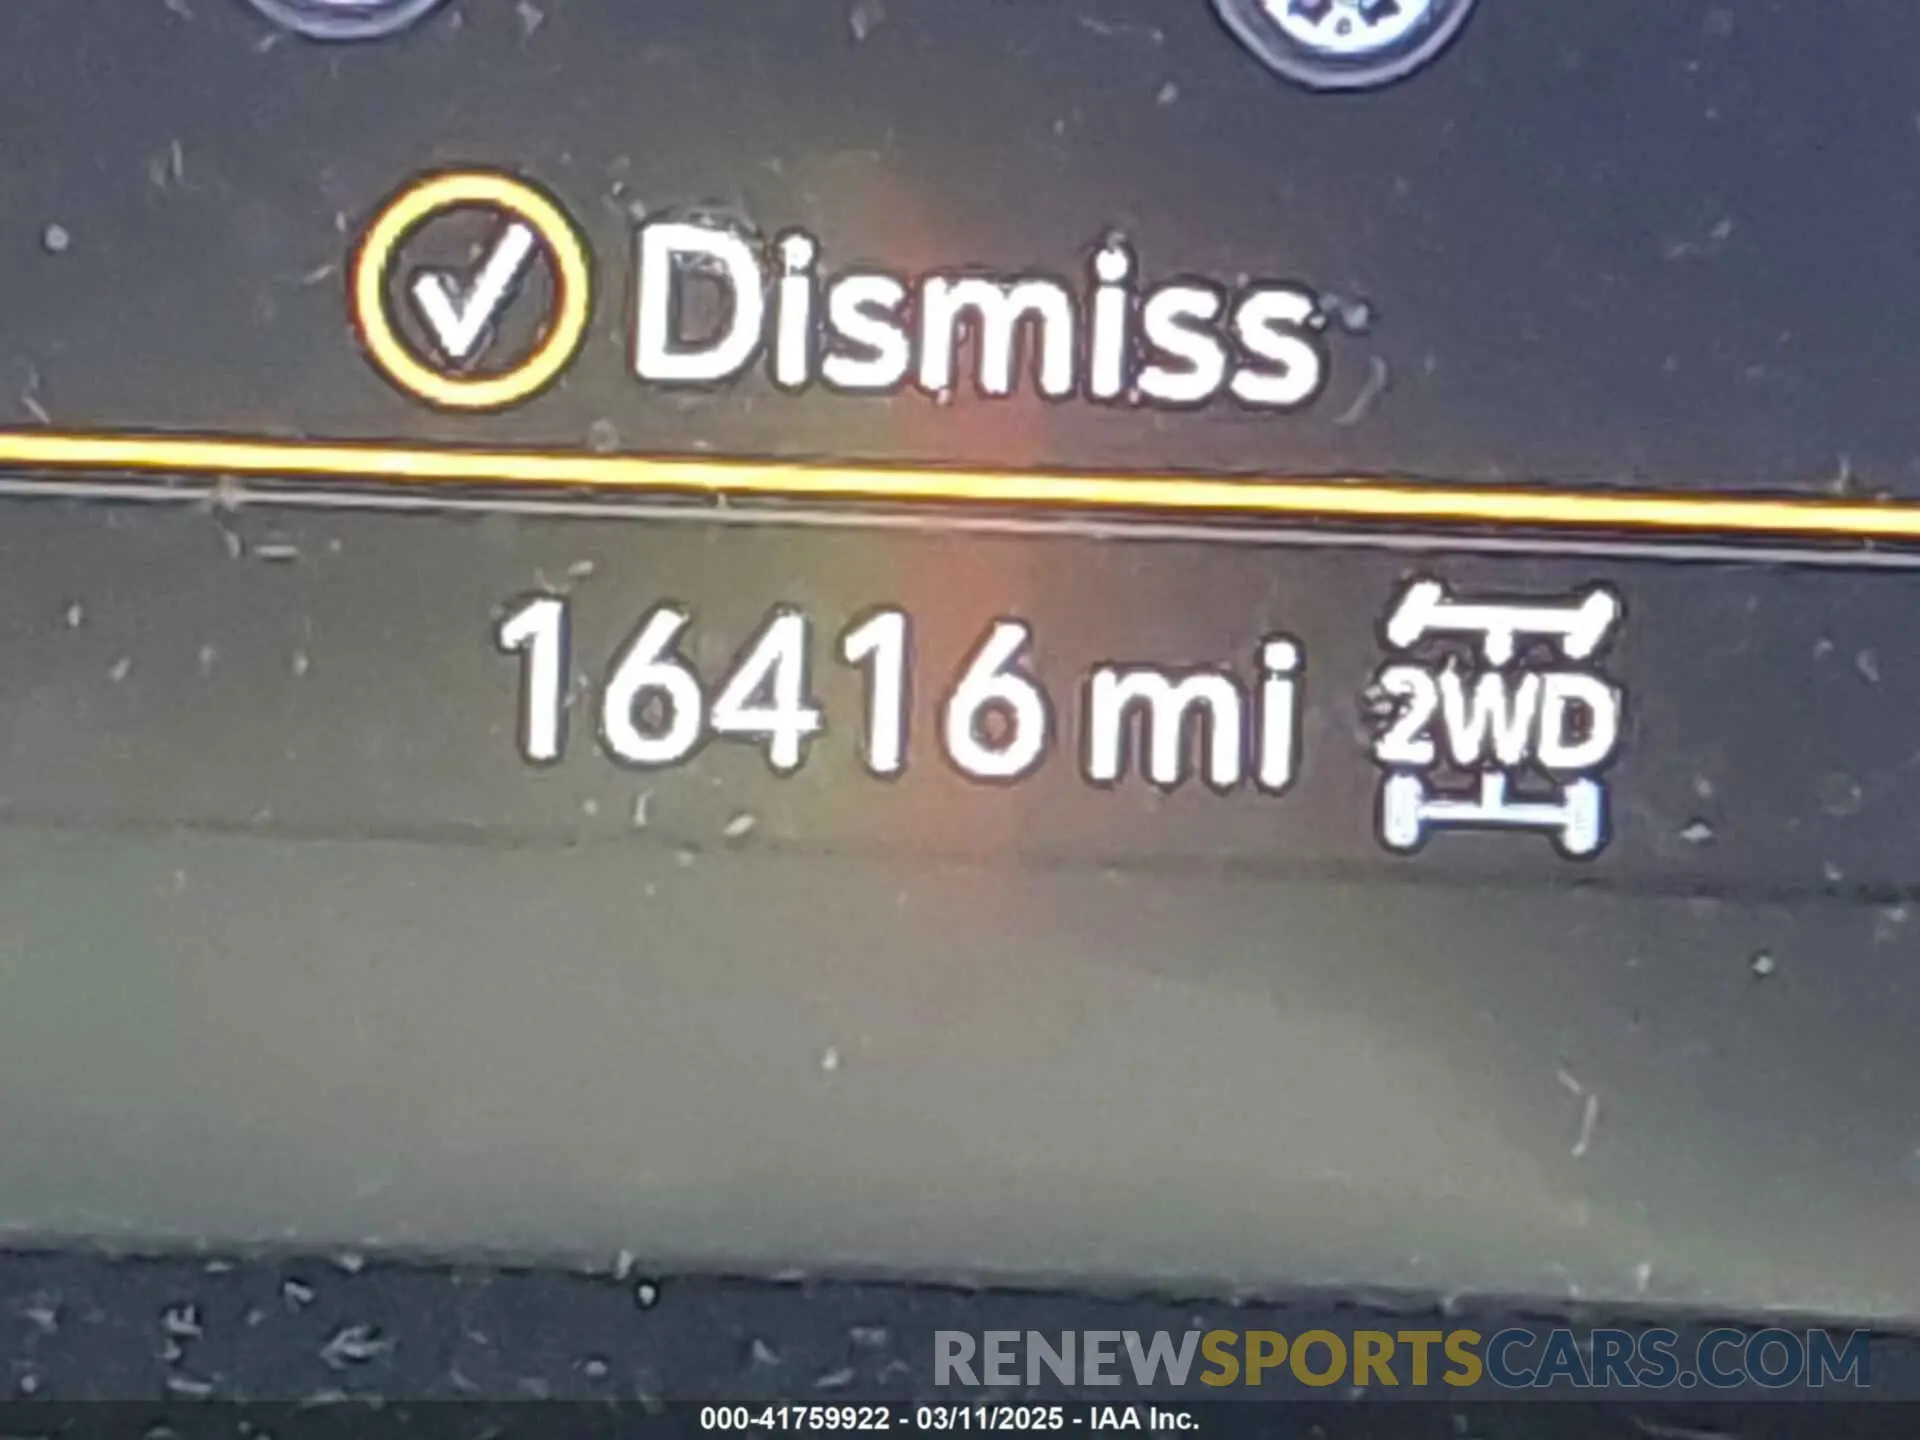 Dismiss
16416 mi 2WD
RENEWSPORTSCARS.COM
000-41759922 - 03/11/2025 - IAA Inc.